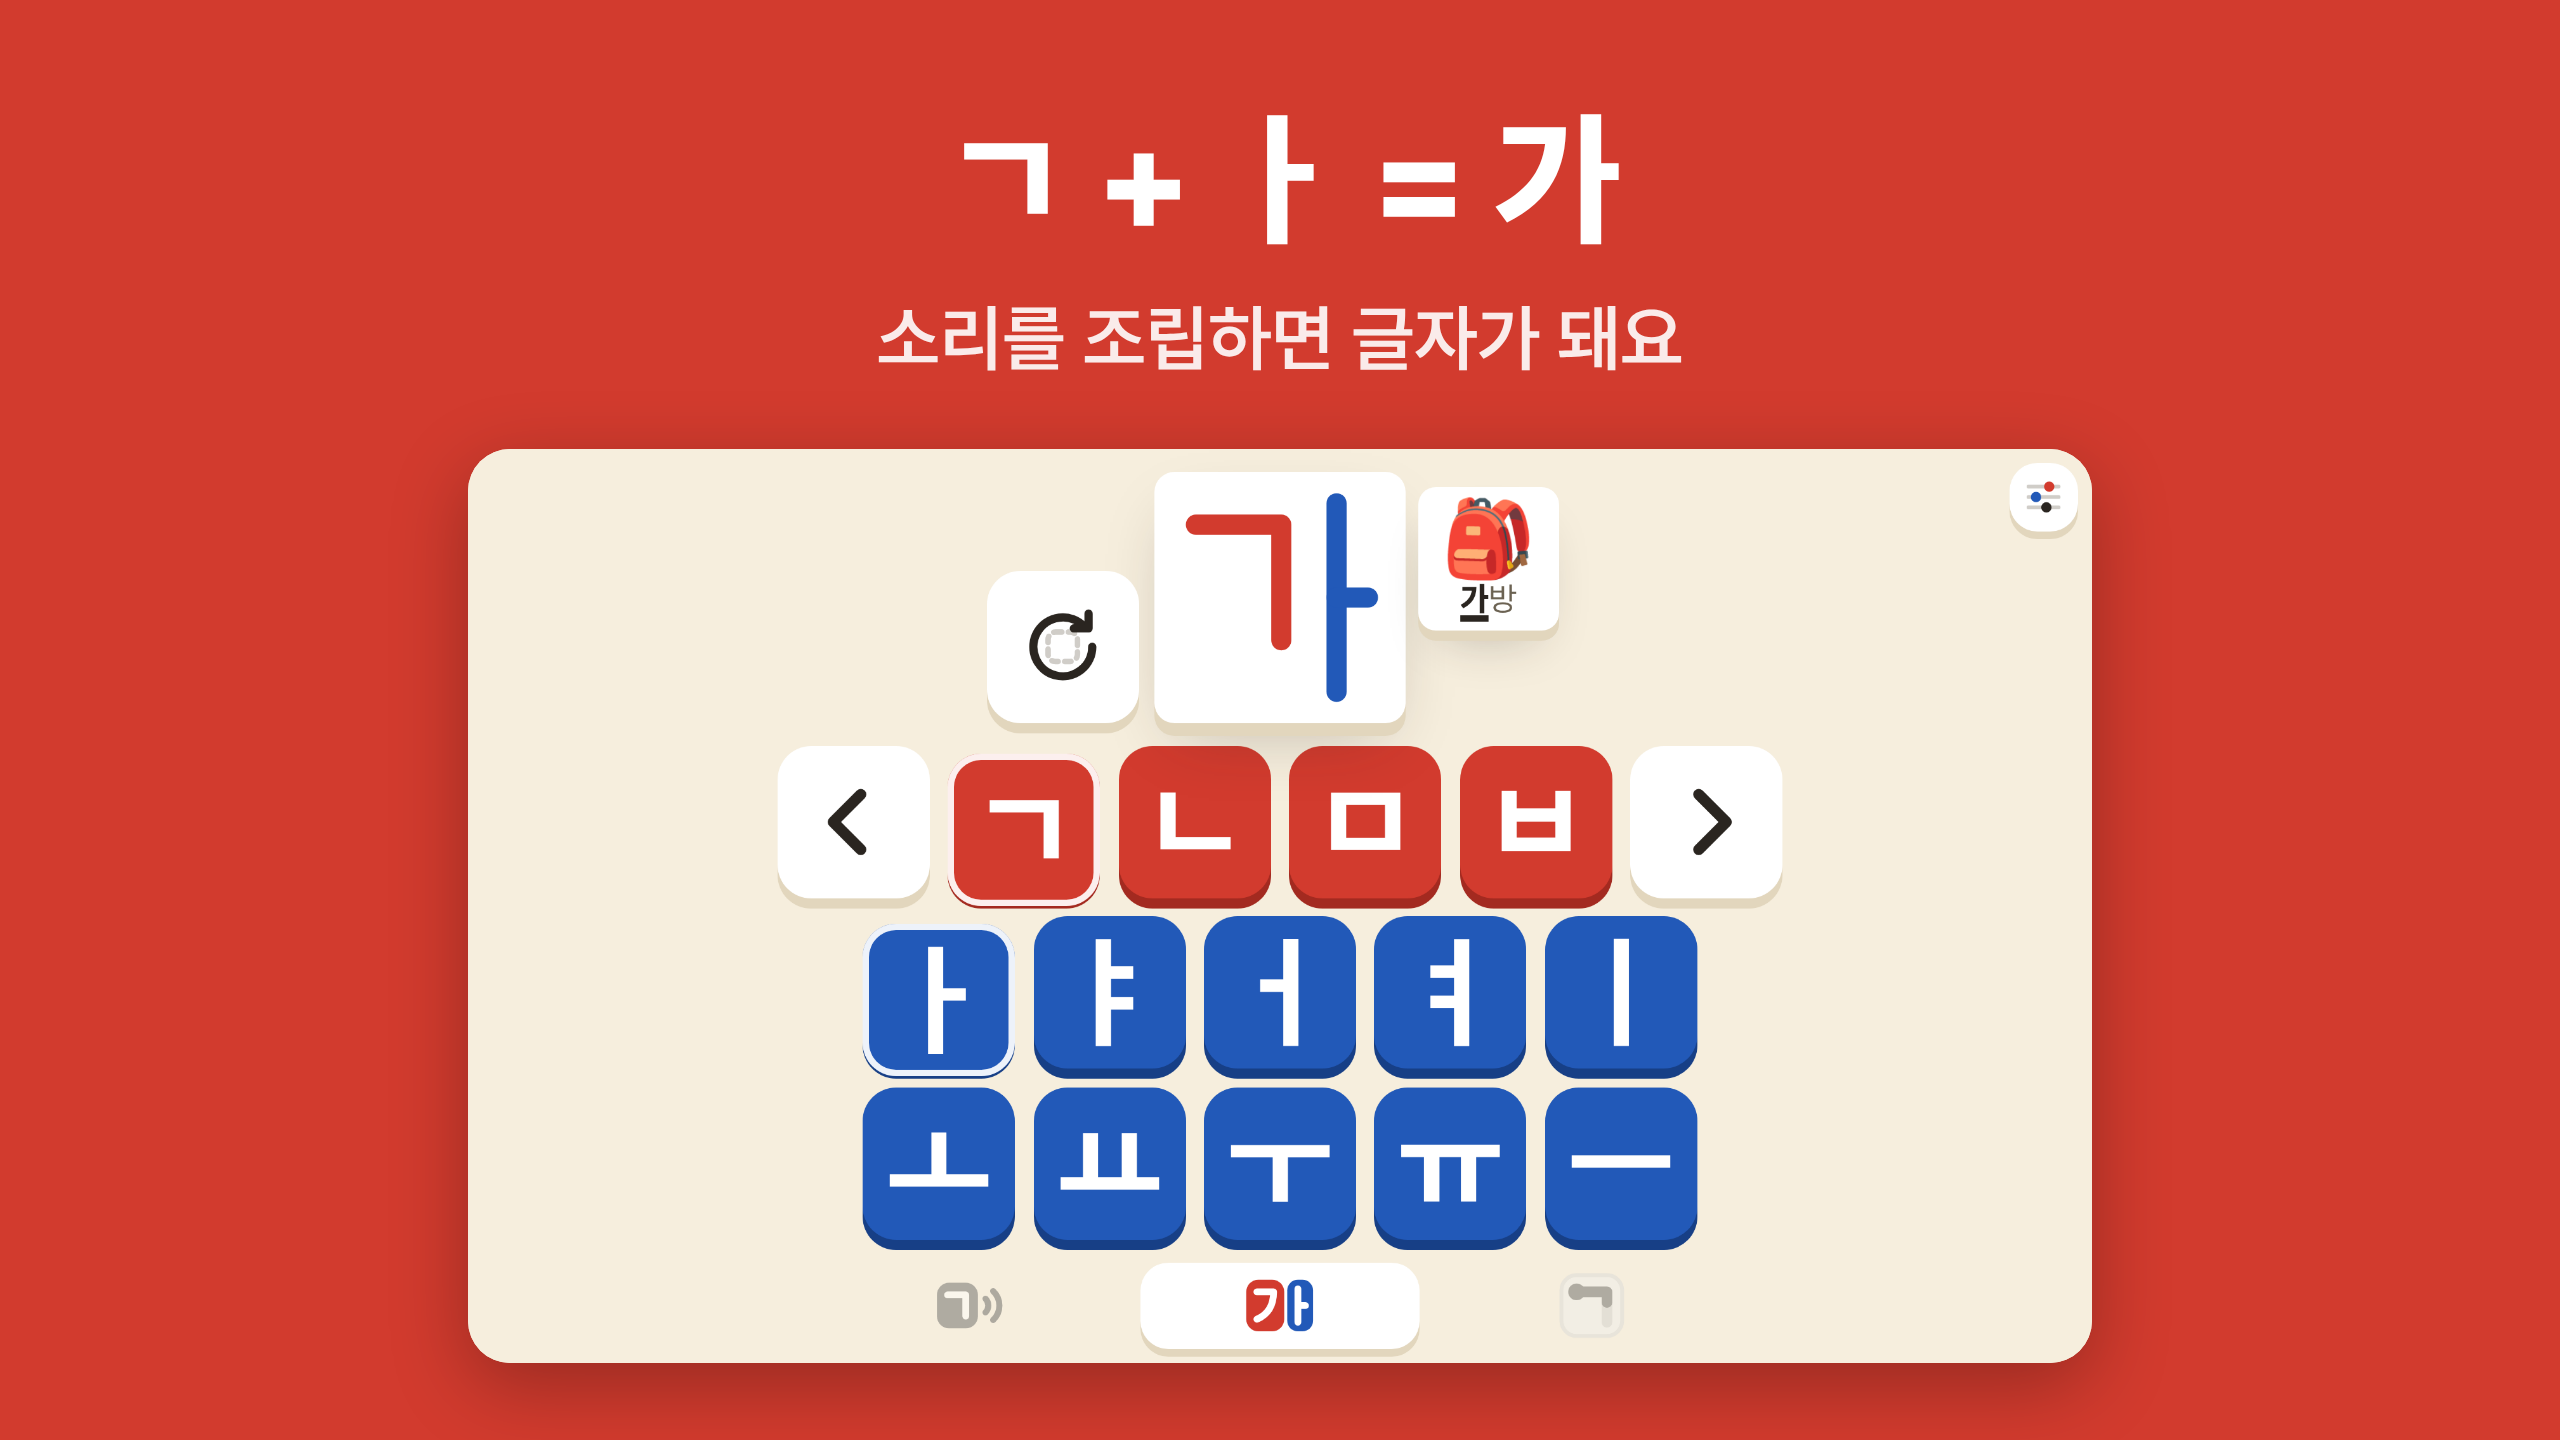 ㄱ + ㅏ = 가
소리를 조립하면 글자가 돼요
가
가방
ㄱ ㄴ ㅁ ㅂ
ㅏ ㅑ ㅓ ㅕ ㅣ
ㅗ ㅛ ㅜ ㅠ ㅡ
ㄱ 가 ㄱ